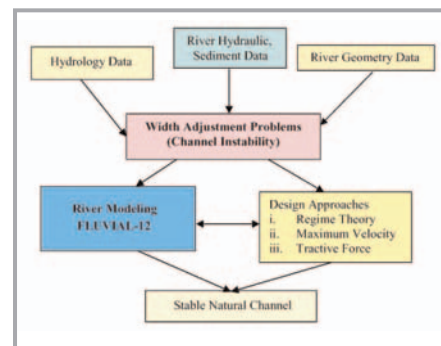 River Hydraulic,
Sediment Data
Hydrology Data
River Geometry Data
Width Adjustment Problems
(Channel Instability)
River Modeling
FLUVIAL-12
Design Approaches
i. Regime Theory
ii. Maximum Velocity
iii. Tractive Force
Stable Natural Channel